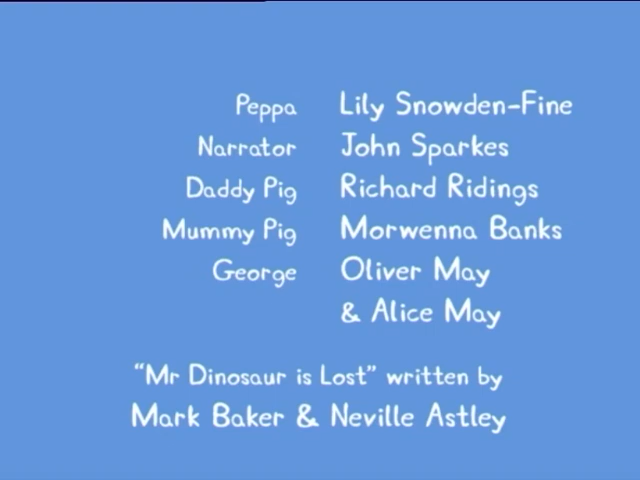 Peppa Lily Snowden-Fine
Narrator John Sparkes
Daddy Pig Richard Ridings
Mummy Pig Morwenna Banks
George Oliver May
& Alice May
“Mr Dinosaur is Lost” written by
Mark Baker & Neville Astley